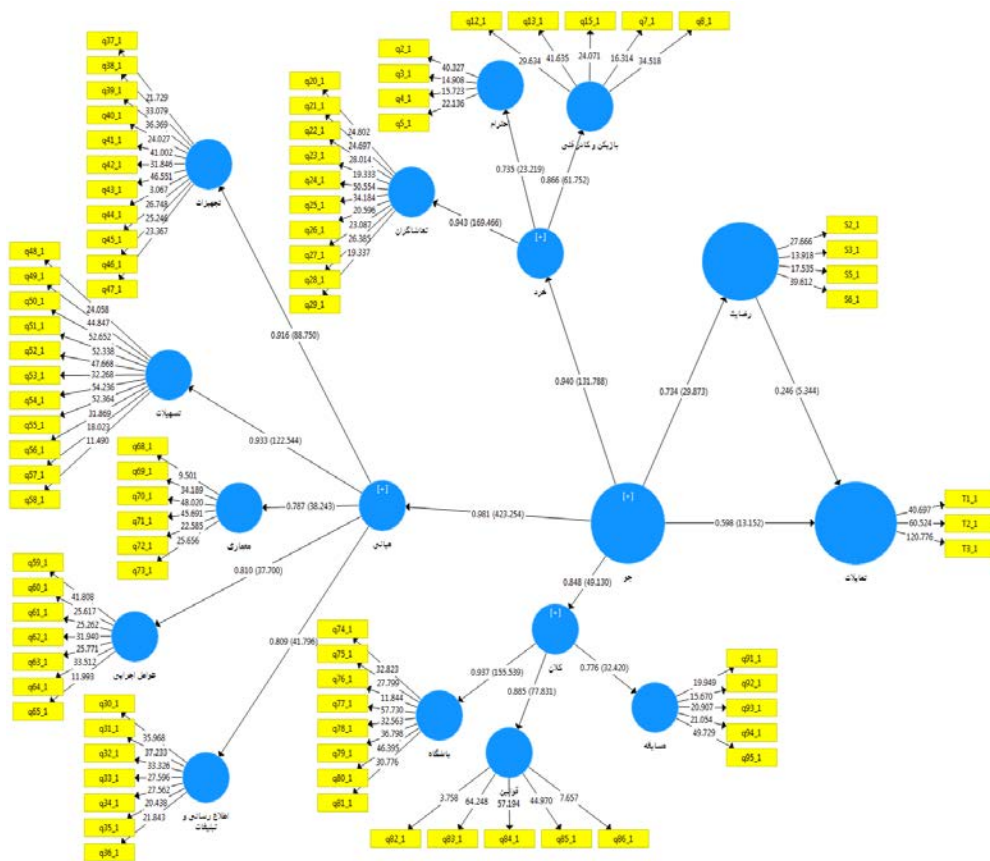 q12_1
q13_1
q15_1
q7_1
q8_1
29.634
41.635
24.071
16.314
34.518
بازیکن و کادر فنی
q2_1
q3_1
q4_1
q5_1
40.327
14.908
15.723
22.136
احترام
q37_1
q38_1
q39_1
q40_1
q41_1
q42_1
q43_1
q44_1
q45_1
q46_1
q47_1
21.729
33.079
36.369
24.027
41.002
31.846
46.551
3.067
26.748
25.246
23.367
تجهیزات
q20_1
q21_1
q22_1
q23_1
q24_1
q25_1
q26_1
q27_1
q28_1
q29_1
24.802
24.697
28.014
19.333
50.554
34.184
20.596
23.087
26.385
19.337
تماشاگران
0.735 (23.219)
0.866 (61.752)
0.943 (169.466)
[+]
خرد
S2_1
S3_1
S5_1
S6_1
27.666
13.918
17.535
39.612
رضایت
q48_1
q49_1
q50_1
q51_1
q52_1
q53_1
q54_1
q55_1
q56_1
q57_1
q58_1
24.058
44.847
52.652
52.338
47.668
32.268
54.236
52.364
31.869
18.023
11.490
تسهیلات
0.916 (88.750)
0.940 (131.788)
0.734 (29.873)
0.246 (5.344)
0.933 (122.544)
q68_1
q69_1
q70_1
q71_1
q72_1
q73_1
9.501
34.189
48.020
45.691
22.585
25.656
معماری
0.787 (38.243)
[+]
میانی
0.981 (423.254)
[+]
جو
0.598 (13.152)
تمایلات
T1_1
T2_1
T3_1
40.697
60.524
120.776
0.810 (37.700)
0.809 (41.796)
0.848 (49.130)
q59_1
q60_1
q61_1
q62_1
q63_1
q64_1
q65_1
41.808
25.617
25.262
31.940
25.771
33.512
11.993
عوامل اجرایی
[+]
کلان
0.937 (155.539)
0.885 (77.831)
0.776 (32.420)
q74_1
q75_1
q76_1
q77_1
q78_1
q79_1
q80_1
q81_1
32.823
27.799
11.844
57.730
32.563
36.798
46.395
30.776
باشگاه
q91_1
q92_1
q93_1
q94_1
q95_1
19.949
15.670
20.907
21.054
49.729
مسابقه
q30_1
q31_1
q32_1
q33_1
q34_1
q35_1
q36_1
35.968
37.233
33.326
27.596
27.562
20.438
21.843
اطلاع رسانی و
تبلیغات
قوانین
3.758
64.248
57.194
44.970
7.657
q82_1
q83_1
q84_1
q85_1
q86_1